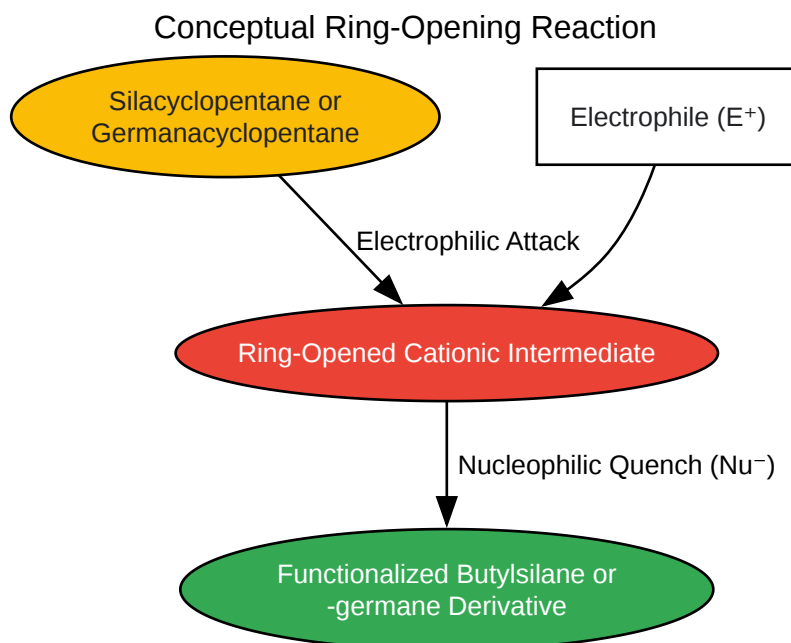 Conceptual Ring-Opening Reaction
Silacyclopentane or
Germanacyclopentane
Electrophile (E⁺)
Electrophilic Attack
Ring-Opened Cationic Intermediate
Nucleophilic Quench (Nu⁻)
Functionalized Butylsilane or
-germane Derivative